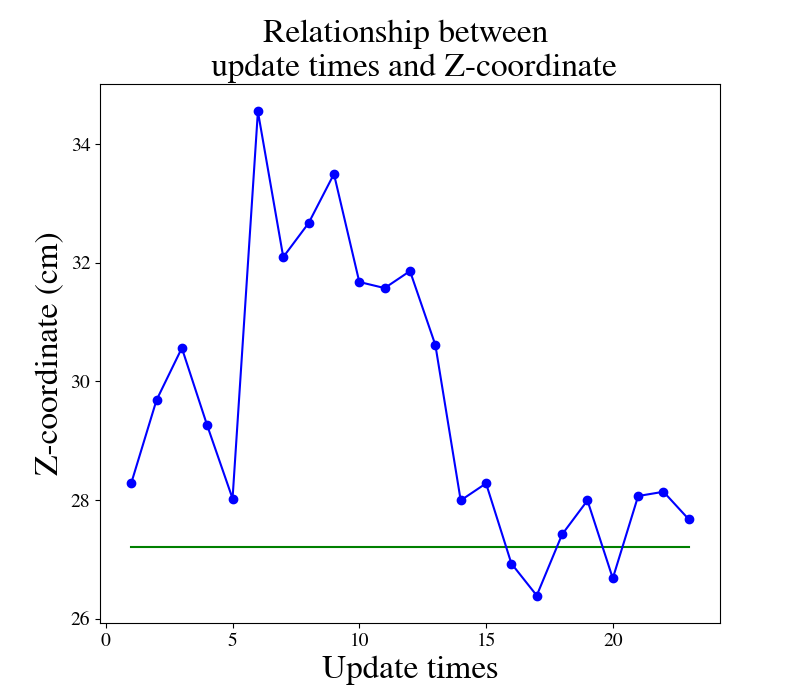 Relationship between
update times and Z-coordinate
Z-coordinate (cm)
34
32
30
28
26
0 5 10 15 20
Update times